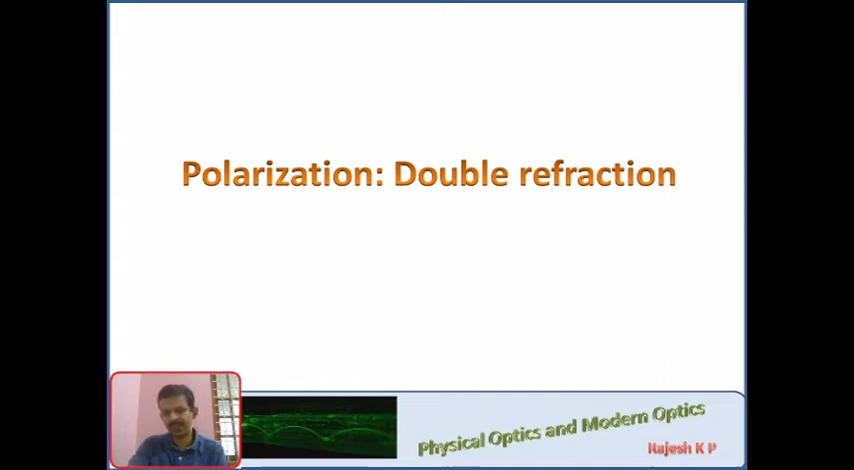 Polarization: Double refraction
Physical Optics and Modern Optics
Rajesh K P